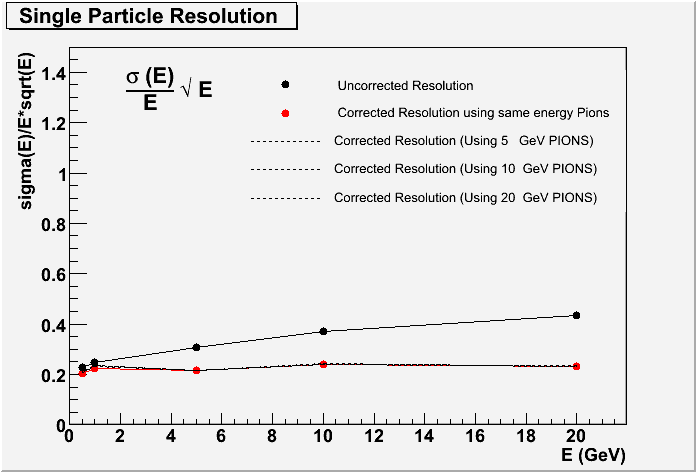 Single Particle Resolution
sigma(E)/E*sqrt(E)
σ (E)
E
√ E
Uncorrected Resolution
Corrected Resolution using same energy Pions
Corrected Resolution (Using 5 GeV PIONS)
Corrected Resolution (Using 10 GeV PIONS)
Corrected Resolution (Using 20 GeV PIONS)
1.4
1.2
1
0.8
0.6
0.4
0.2
0
0 2 4 6 8 10 12 14 16 18 20
E (GeV)